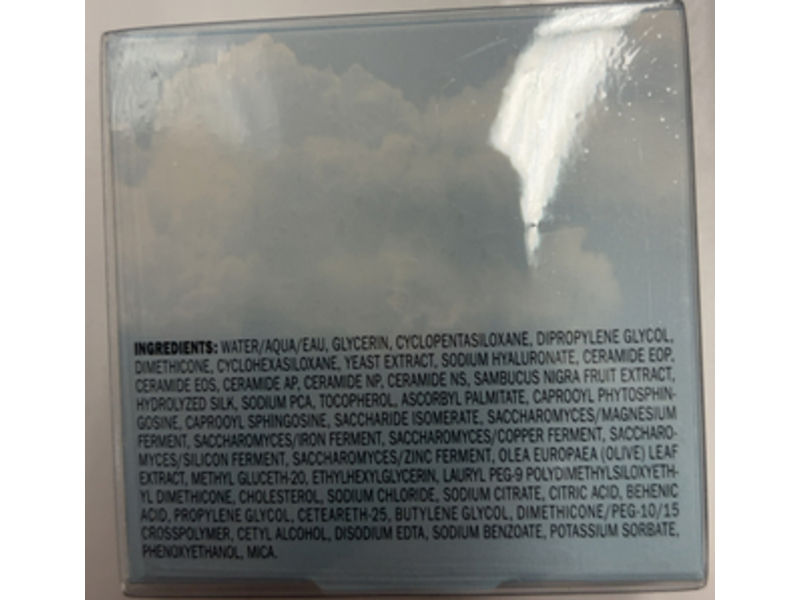 INGREDIENTS: WATER/AQUA/EAU, GLYCERIN, CYCLOPENTASILOXANE, DIPROPYLENE GLYCOL,
DIMETHICONE, CYCLOHEXASILOXANE, YEAST EXTRACT, SODIUM HYALURONATE, CERAMIDE EOP,
CERAMIDE EOS, CERAMIDE AP, CERAMIDE NP, CERAMIDE NS, SAMBUCUS NIGRA FRUIT EXTRACT,
HYDROLYZED SILK, SODIUM PCA, TOCOPHEROL, ASCORBYL PALMITATE, CAPROOYL PHYTOSPHIN-
GOSINE, CAPROOYL SPHINGOSINE, SACCHARIDE ISOMERATE, SACCHAROMYCES/MAGNESIUM
FERMENT, SACCHAROMYCES/IRON FERMENT, SACCHAROMYCES/COPPER FERMENT, SACCHARO-
MYCES/SILICON FERMENT, SACCHAROMYCES/ZINC FERMENT, OLEA EUROPAEA (OLIVE) LEAF
EXTRACT, METHYL GLUCETH-20, ETHYLHEXYLGLYCERIN, LAURYL PEG-9 POLYDIMETHYLSILOXYETH-
YL DIMETHICONE, CHOLESTEROL, SODIUM CHLORIDE, SODIUM CITRATE, CITRIC ACID, BEHENIC
ACID, PROPYLENE GLYCOL, CETEARETH-25, BUTYLENE GLYCOL, DIMETHICONE/PEG-10/15
CROSSPOLYMER, CETYL ALCOHOL, DISODIUM EDTA, SODIUM BENZOATE, POTASSIUM SORBATE,
PHENOXYETHANOL, MICA.